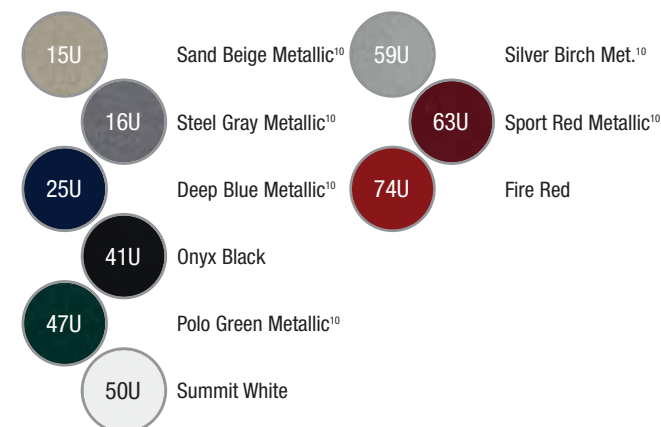 15U Sand Beige Metallic¹⁰
16U Steel Gray Metallic¹⁰
25U Deep Blue Metallic¹⁰
41U Onyx Black
47U Polo Green Metallic¹⁰
50U Summit White
59U Silver Birch Met.¹⁰
63U Sport Red Metallic¹⁰
74U Fire Red